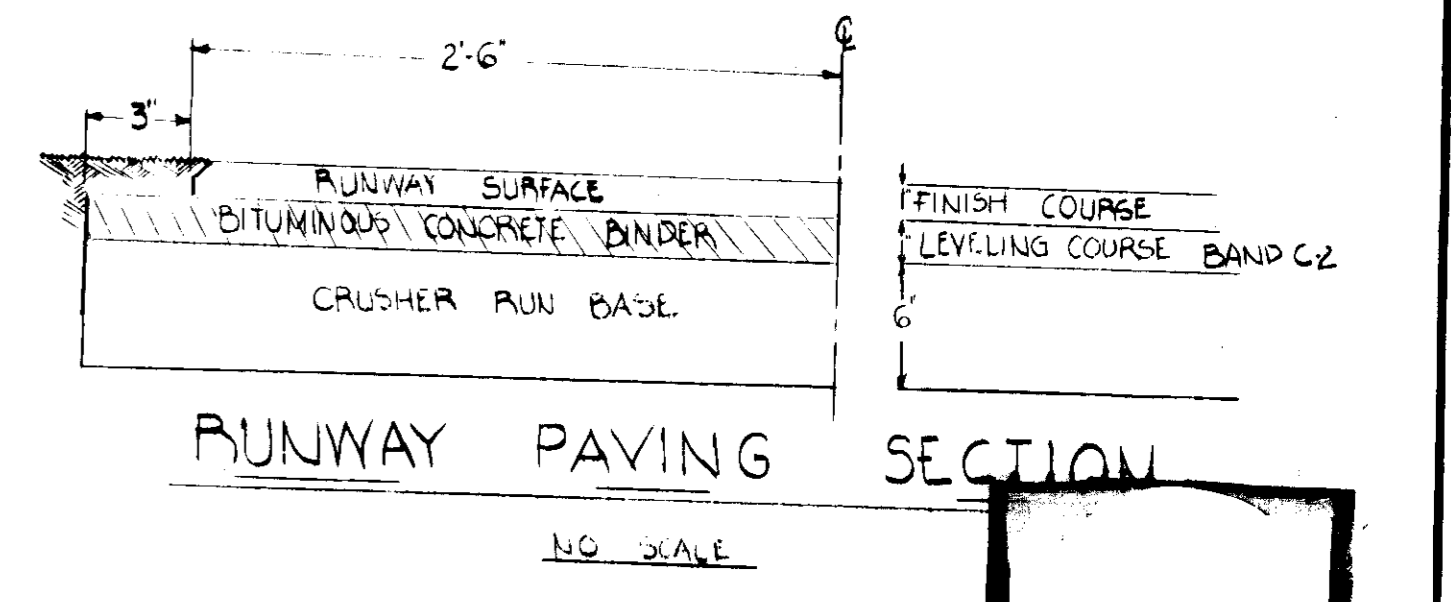 ℄
2'-6"
3"
RUNWAY SURFACE
FINISH COURSE
BITUMINOUS CONCRETE BINDER
LEVELING COURSE BAND C-2
CRUSHER RUN BASE
6"
RUNWAY PAVING SECTION
NO SCALE